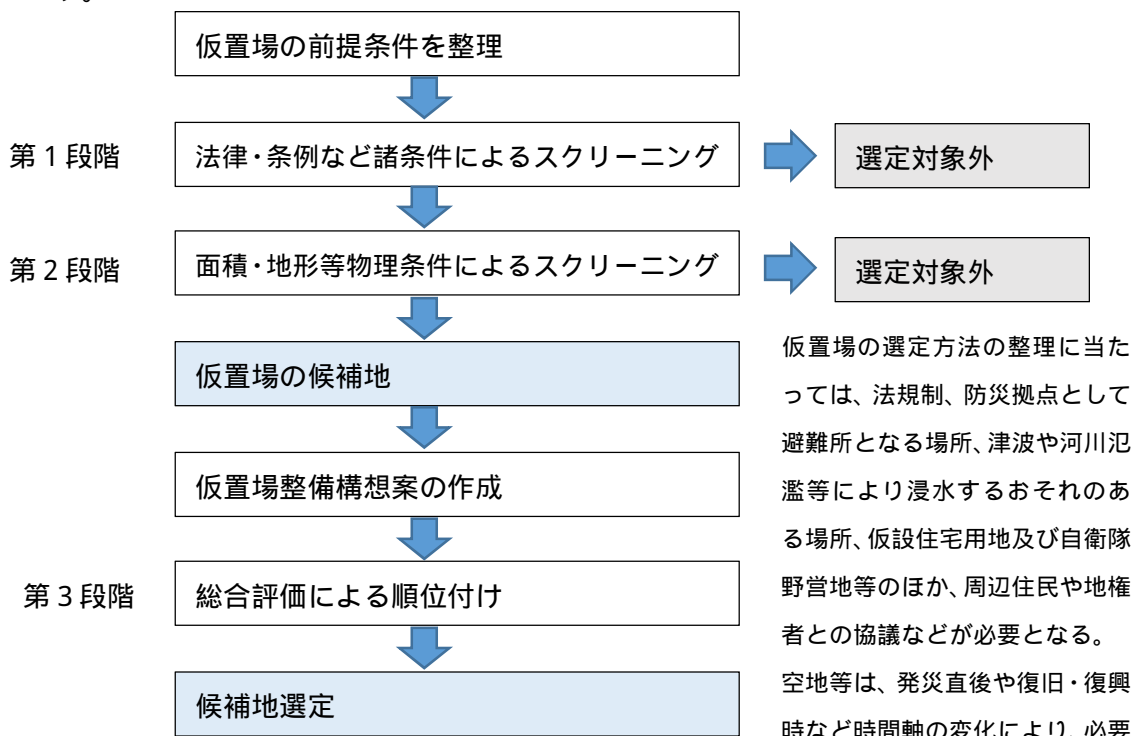 す。
仮置場の前提条件を整理
第1段階
法律・条例など諸条件によるスクリーニング
選定対象外
第2段階
面積・地形等物理条件によるスクリーニング
選定対象外
仮置場の候補地
仮置場整備構想案の作成
第3段階
総合評価による順位付け
候補地選定
仮置場の選定方法の整理に当た
っては、法規制、防災拠点として
避難所となる場所、津波や河川氾
濫等により浸水するおそれのあ
る場所、仮設住宅用地及び自衛隊
野営地等のほか、周辺住民や地権
者との協議などが必要となる。
空地等は、発災直後や復旧・復興
時など時間軸の変化により、必要